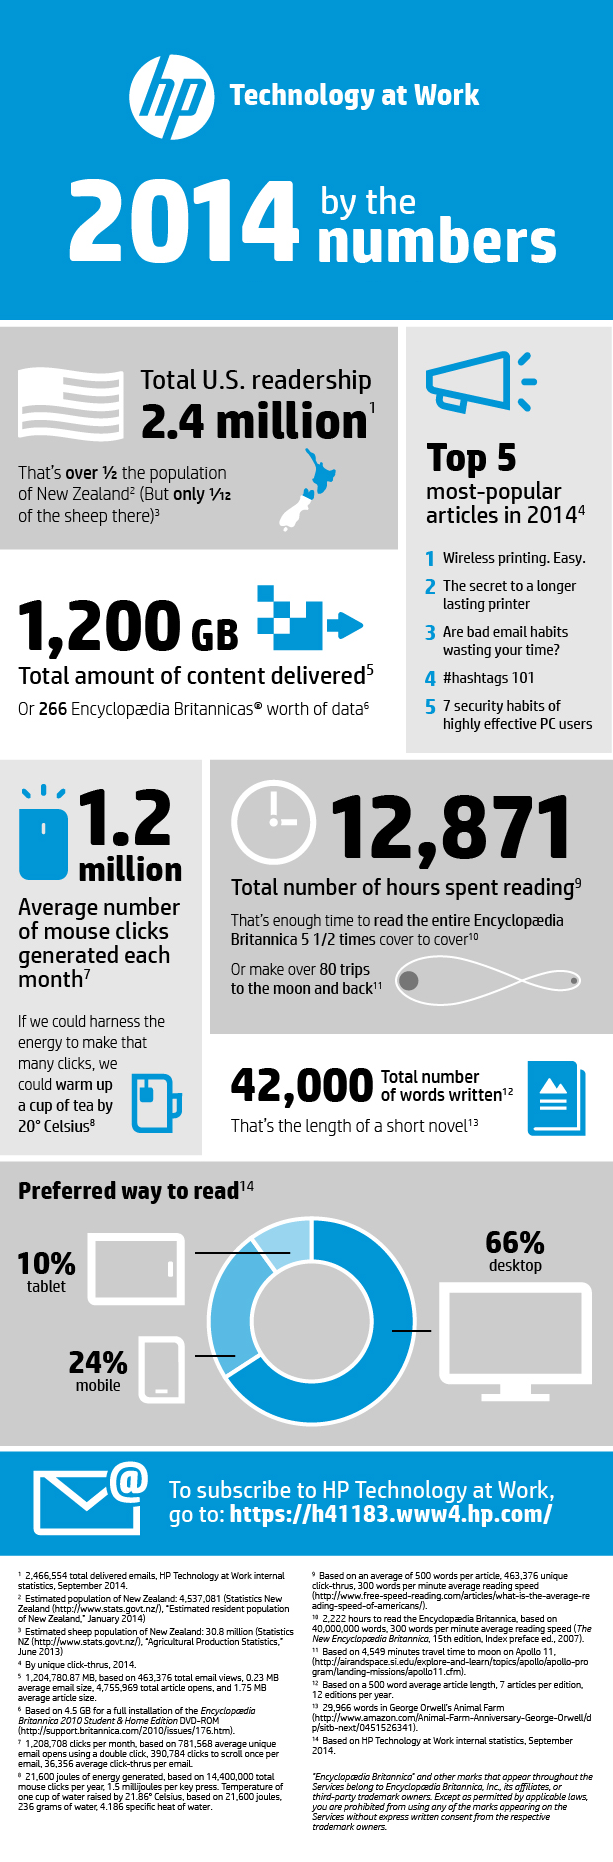 hp Technology at Work
2014 by the
numbers
Total U.S. readership
2.4 million¹
That's over ½ the population
of New Zealand² (But only 1⁄12
of the sheep there)³
Top 5
most-popular
articles in 2014⁴
1 Wireless printing. Easy.
2 The secret to a longer
lasting printer
3 Are bad email habits
wasting your time?
4 #hashtags 101
5 7 security habits of
highly effective PC users
1,200 GB
Total amount of content delivered⁵
Or 266 Encyclopædia Britannicas® worth of data⁶
1.2
million
Average number
of mouse clicks
generated each
month⁷
If we could harness the
energy to make that
many clicks, we
could warm up
a cup of tea by
20° Celsius⁸
12,871
Total number of hours spent reading⁹
That's enough time to read the entire Encyclopædia
Britannica 5 1/2 times cover to cover¹⁰
Or make over 80 trips
to the moon and back¹¹
42,000 Total number
of words written¹²
That's the length of a short novel¹³
Preferred way to read¹⁴
10%
tablet
24%
mobile
66%
desktop
@
To subscribe to HP Technology at Work,
go to: https://h41183.www4.hp.com/
¹ 2,466,554 total delivered emails, HP Technology at Work internal
statistics, September 2014.
² Estimated population of New Zealand: 4,537,081 (Statistics New
Zealand (http://www.stats.govt.nz/), "Estimated resident population
of New Zealand," January 2014)
³ Estimated sheep population of New Zealand: 30.8 million (Statistics
NZ (http://www.stats.govt.nz/), "Agricultural Production Statistics,"
June 2013)
⁴ By unique click-thrus, 2014.
⁵ 1,204,780.87 MB, based on 463,376 total email views, 0.23 MB
average email size, 4,755,969 total article opens, and 1.75 MB
average article size.
⁶ Based on 4.5 GB for a full installation of the Encyclopædia
Britannica 2010 Student & Home Edition DVD-ROM
(http://support.britannica.com/2010/issues/176.htm).
⁷ 1,208,708 clicks per month, based on 781,568 average unique
email opens using a double click, 390,784 clicks to scroll once per
email, 36,356 average click-thrus per email.
⁸ 21,600 joules of energy generated, based on 14,400,000 total
mouse clicks per year, 1.5 millijoules per key press. Temperature of
one cup of water raised by 21.86° Celsius, based on 21,600 joules,
236 grams of water, 4.186 specific heat of water.
⁹ Based on an average of 500 words per article, 463,376 unique
click-thrus, 300 words per minute average reading speed
(http://www.free-speed-reading.com/articles/what-is-the-average-re
ading-speed-of-americans/).
¹⁰ 2,222 hours to read the Encyclopædia Britannica, based on
40,000,000 words, 300 words per minute average reading speed (The
New Encyclopædia Britannica, 15th edition, Index preface ed., 2007).
¹¹ Based on 4,549 minutes travel time to moon on Apollo 11,
(http://airandspace.si.edu/explore-and-learn/topics/apollo/apollo-pro
gram/landing-missions/apollo11.cfm).
¹² Based on a 500 word average article length, 7 articles per edition,
12 editions per year.
¹³ 29,966 words in George Orwell's Animal Farm
(http://www.amazon.com/Animal-Farm-Anniversary-George-Orwell/d
p/sitb-next/0451526341).
¹⁴ Based on HP Technology at Work internal statistics, September
2014.
"Encyclopædia Britannica" and other marks that appear throughout the
Services belong to Encyclopædia Britannica, Inc., its affiliates, or
third-party trademark owners. Except as permitted by applicable laws,
you are prohibited from using any of the marks appearing on the
Services without express written consent from the respective
trademark owners.